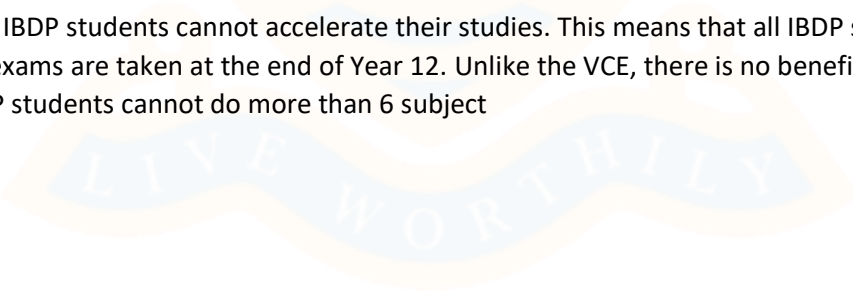 IBDP students cannot accelerate their studies. This means that all IBDP
exams are taken at the end of Year 12. Unlike the VCE, there is no
students cannot do more than 6 subject
LIVE WORTHILY